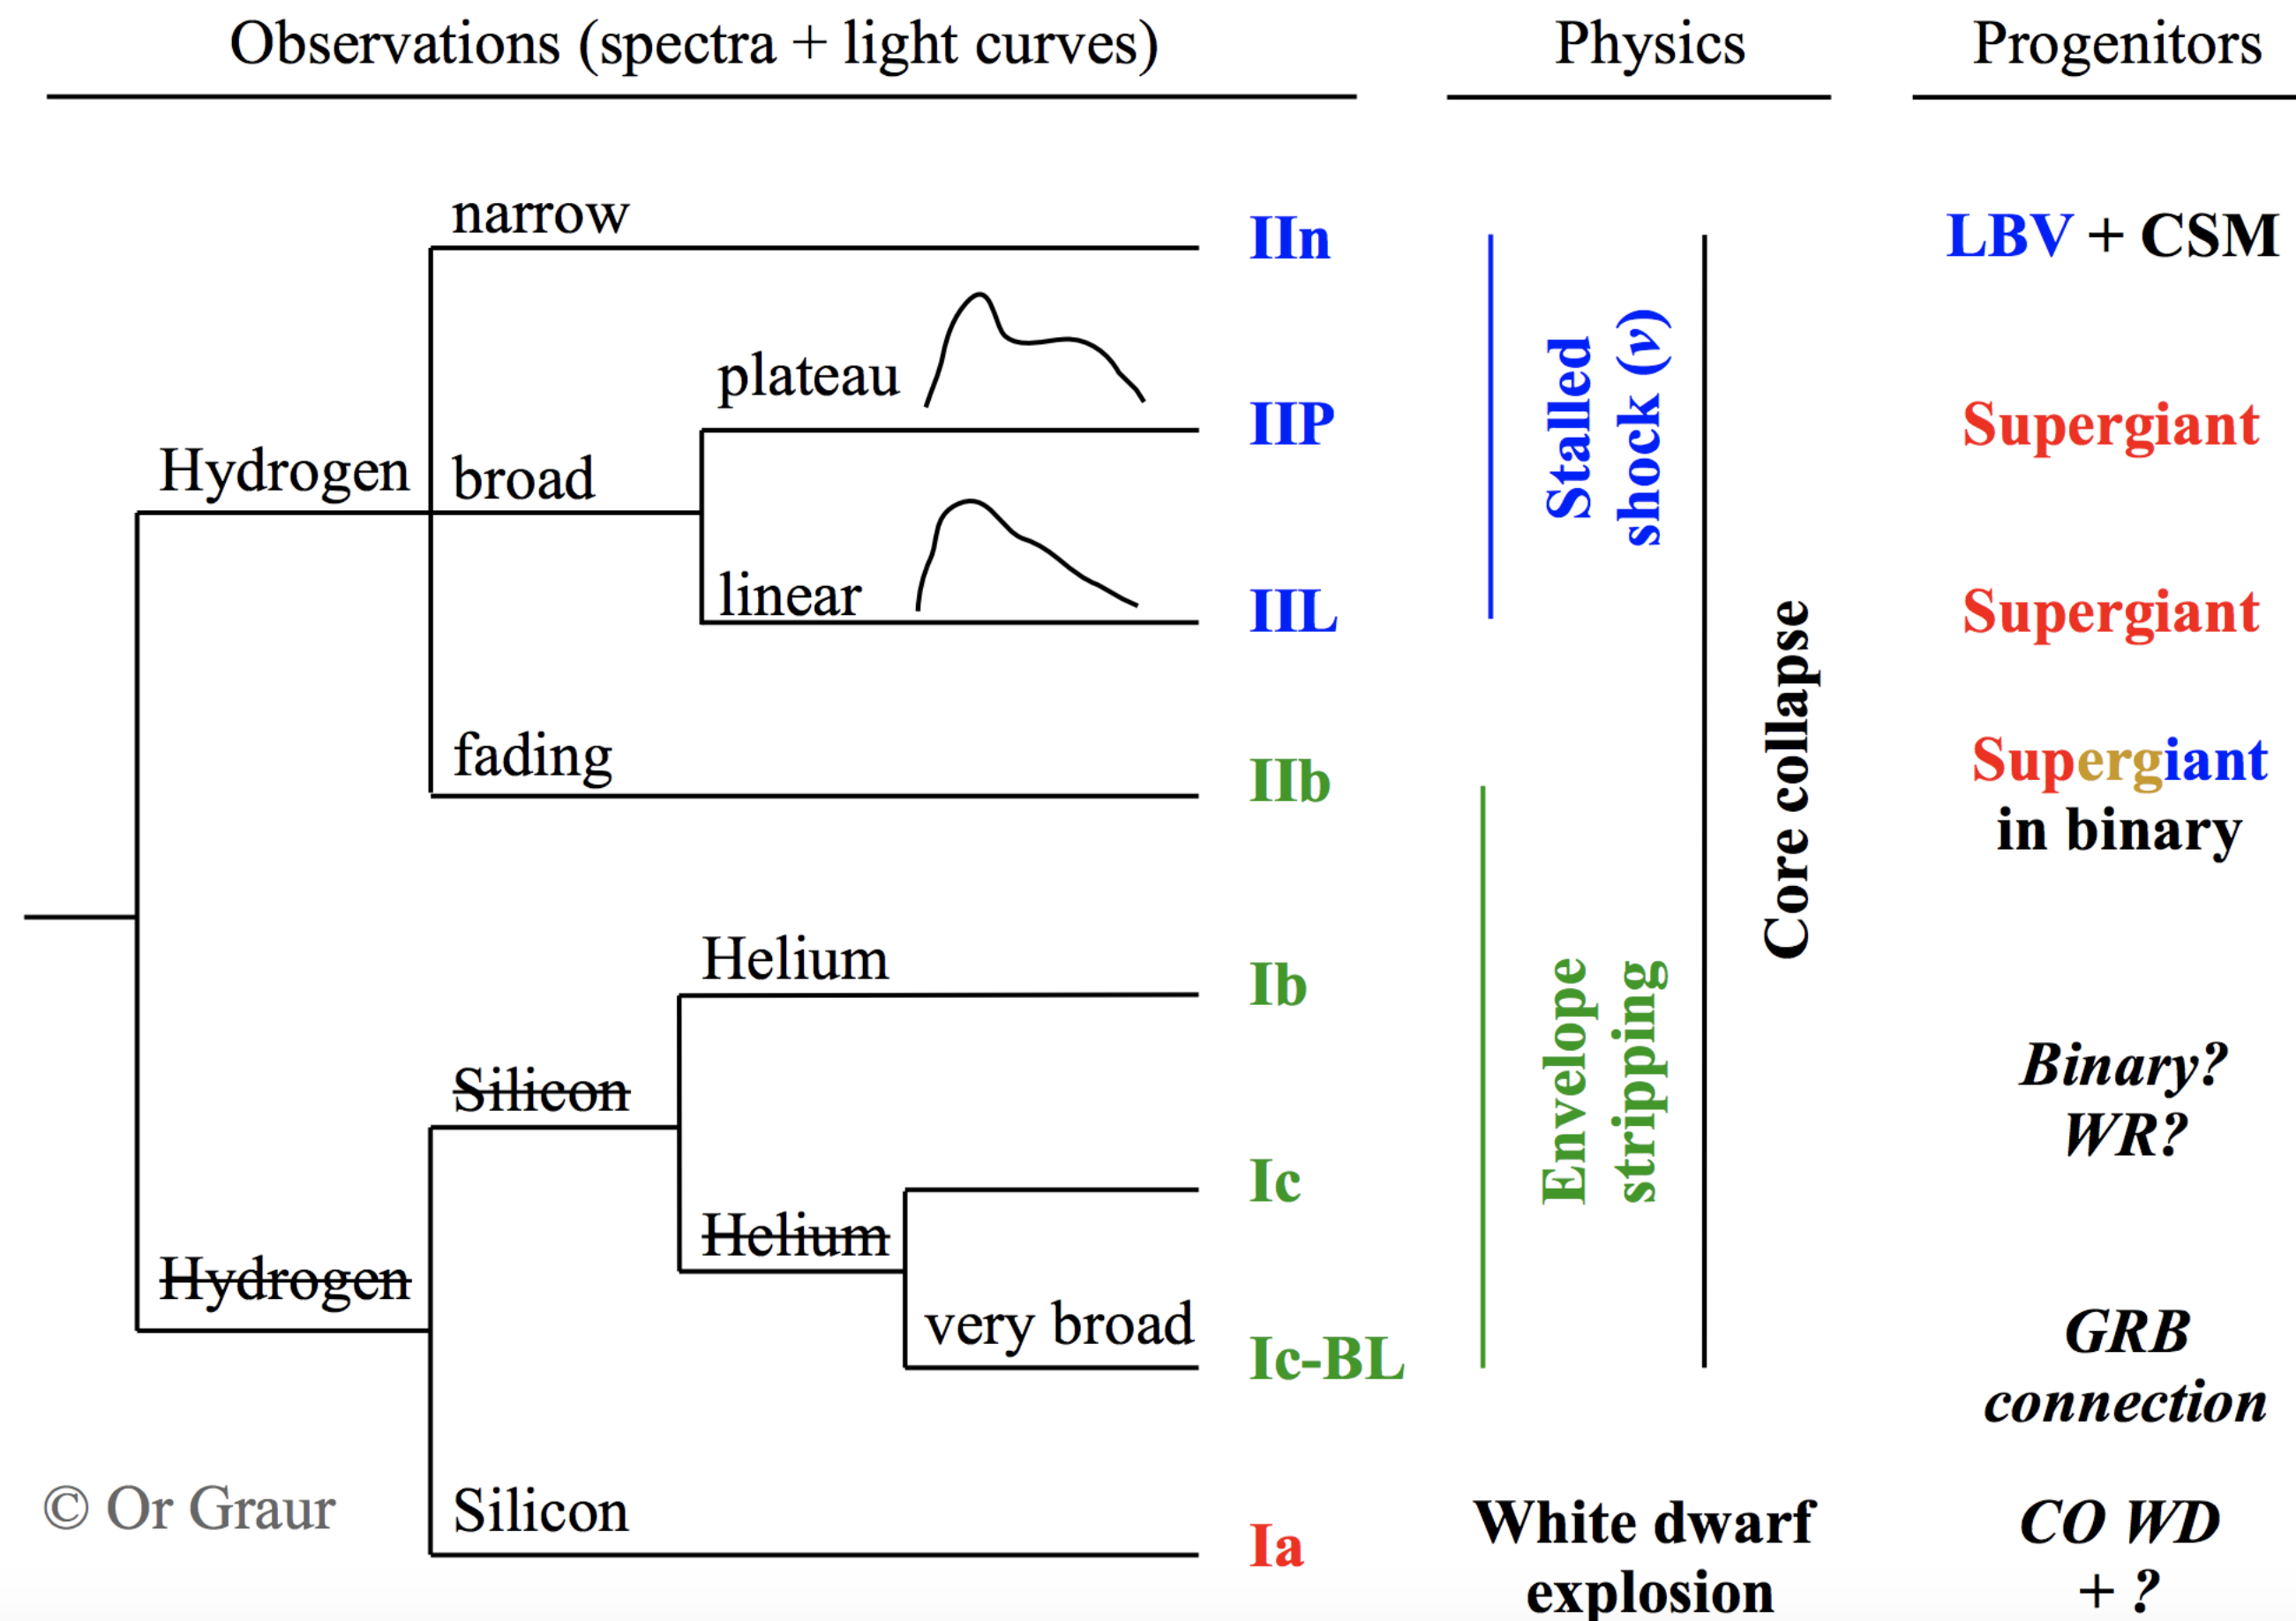 Observations (spectra + light curves)
Physics
Progenitors
narrow
IIn
LBV + CSM
plateau
IIP
Supergiant
Hydrogen
broad
Stalled
shock (ν)
linear
IIL
Supergiant
Core collapse
fading
IIb
Supergiant
in binary
Helium
Ib
Envelope
stripping
Silicon
Binary?
WR?
Ic
Helium
Hydrogen
very broad
Ic-BL
GRB
connection
© Or Graur
Silicon
Ia
White dwarf
explosion
CO WD
+ ?